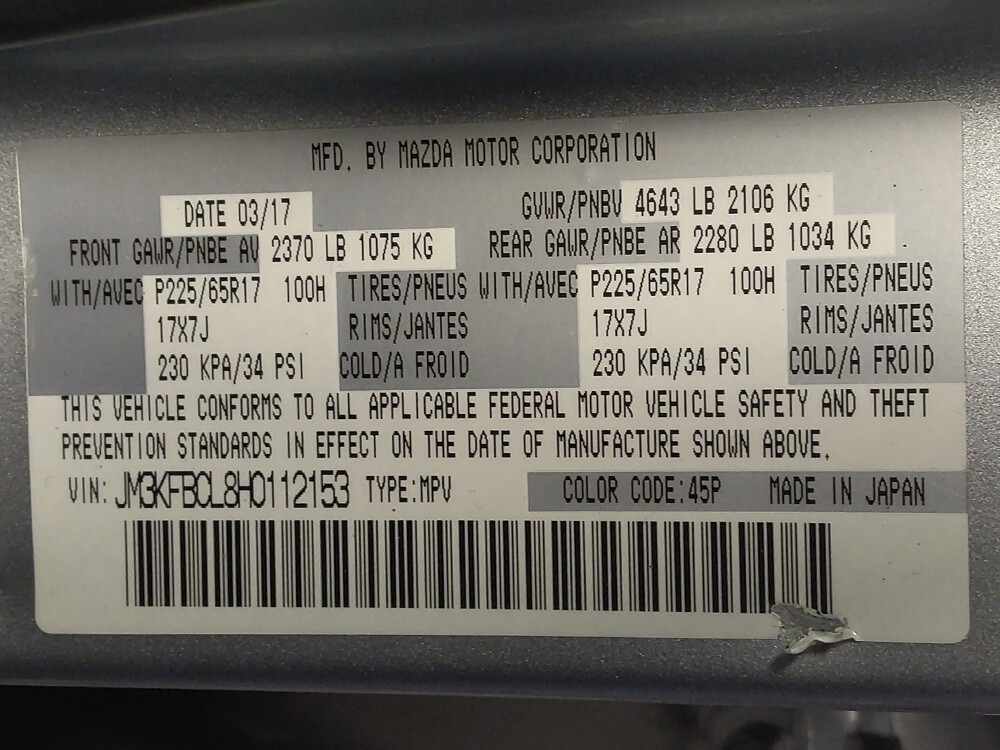 MFD. BY MAZDA MOTOR CORPORATION
DATE 03/17 GVWR/PNBV 4643 LB 2106 KG
FRONT GAWR/PNBE AV 2370 LB 1075 KG REAR GAWR/PNBE AR 2280 LB 1034 KG
WITH/AVEC P225/65R17 100H TIRES/PNEUS WITH/AVEC P225/65R17 100H TIRES/PNEUS
17X7J RIMS/JANTES 17X7J RIMS/JANTES
230 KPA/34 PSI COLD/A FROID 230 KPA/34 PSI COLD/A FROID
THIS VEHICLE CONFORMS TO ALL APPLICABLE FEDERAL MOTOR VEHICLE SAFETY AND THEFT
PREVENTION STANDARDS IN EFFECT ON THE DATE OF MANUFACTURE SHOWN ABOVE.
VIN: JM3KFBCL8H0112153 TYPE:MPV COLOR CODE:45P MADE IN JAPAN